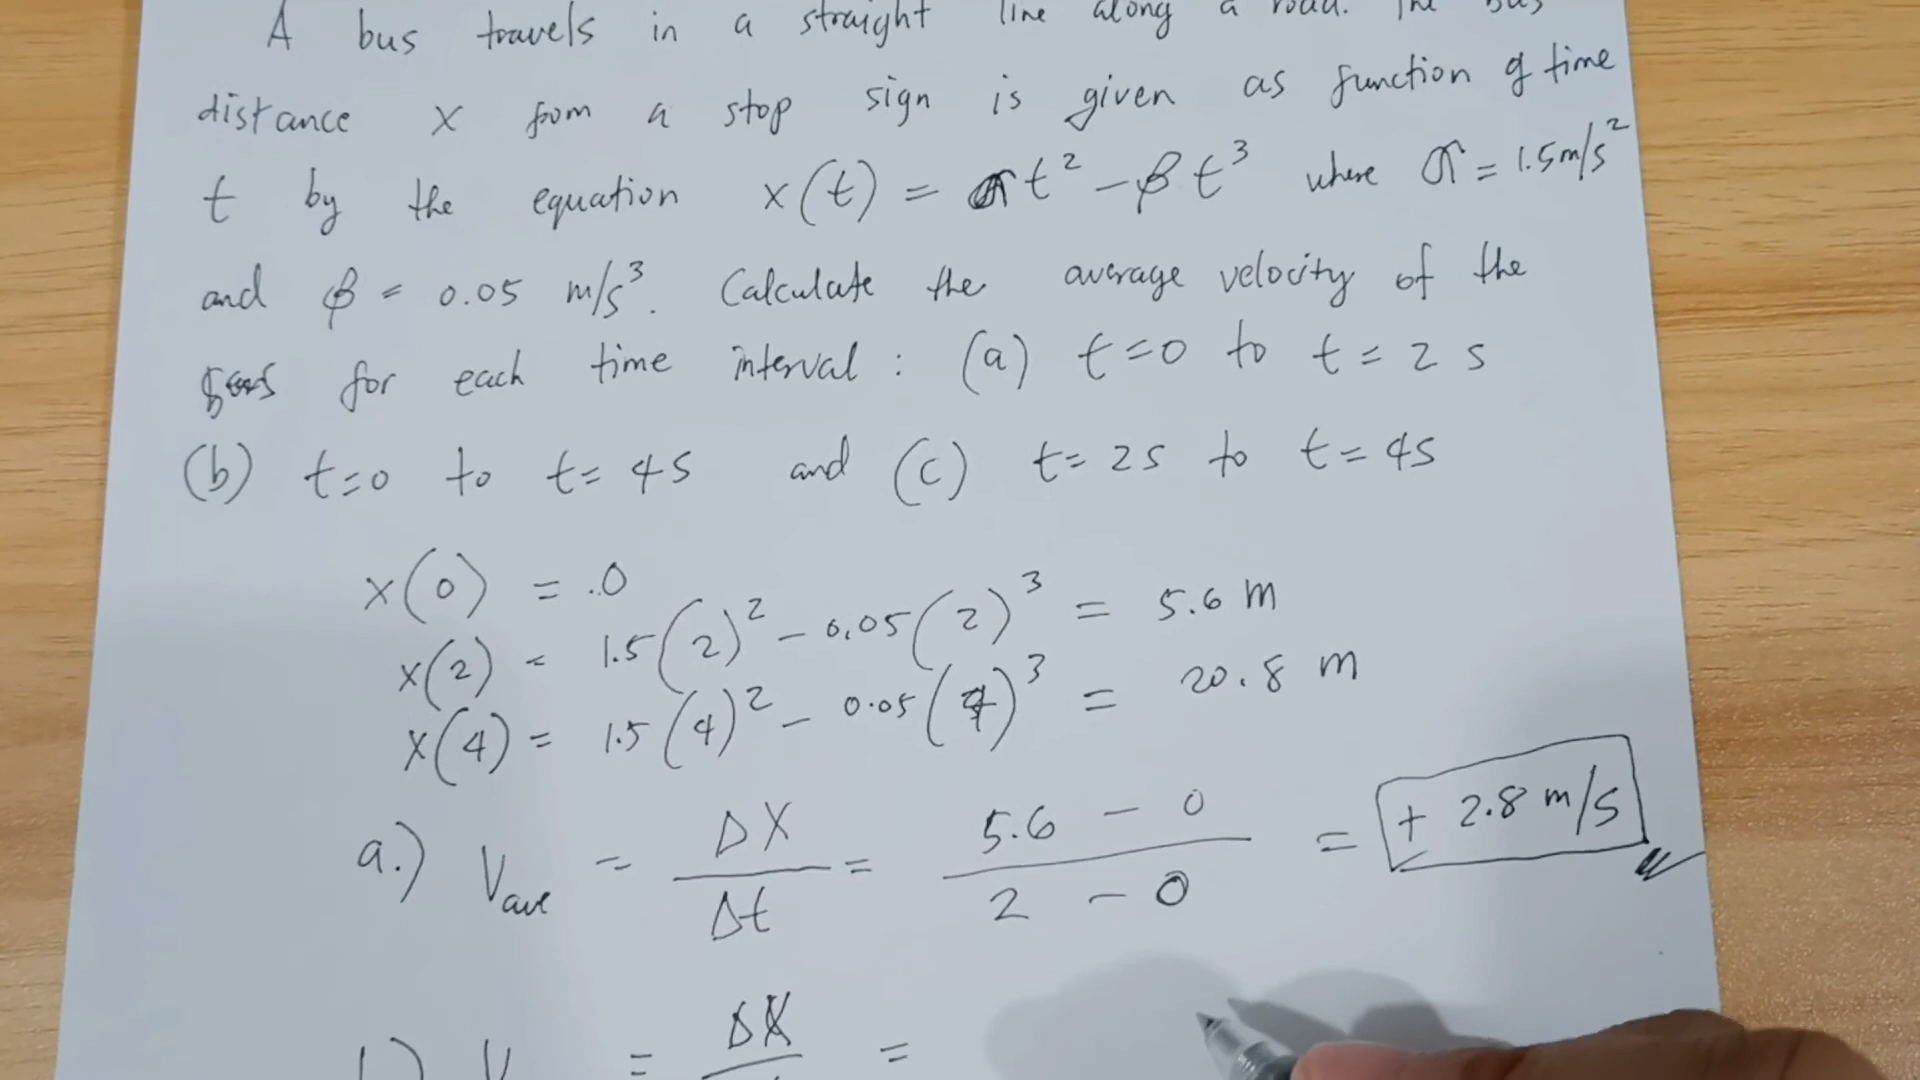 A bus travels in a straight line along a road. The bus
distance x from a stop sign is given as function of time
t by the equation x(t) = σt² - βt³ where σ = 1.5 m/s²
and β = 0.05 m/s³. Calculate the average velocity of the
bus for each time interval : (a) t=0 to t= 2 s
(b) t=0 to t= 4s and (c) t= 2s to t= 4s
x(0) = .0
x(2) = 1.5(2)² - 0.05(2)³ = 5.6 m
x(4) = 1.5(4)² - 0.05(4)³ = 20.8 m
a.) Vave = ΔX/Δt = 5.6 - 0 / 2 - 0 = + 2.8 m/s
ΔX =